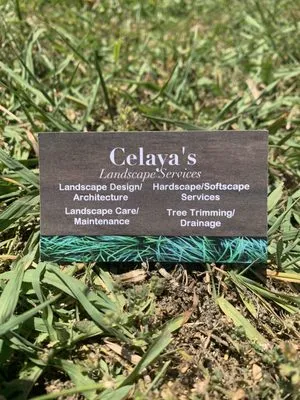 Celaya's
Landscape Services
Landscape Design/ Hardscape/Softscape
Architecture Services
Landscape Care/ Tree Trimming/
Maintenance Drainage